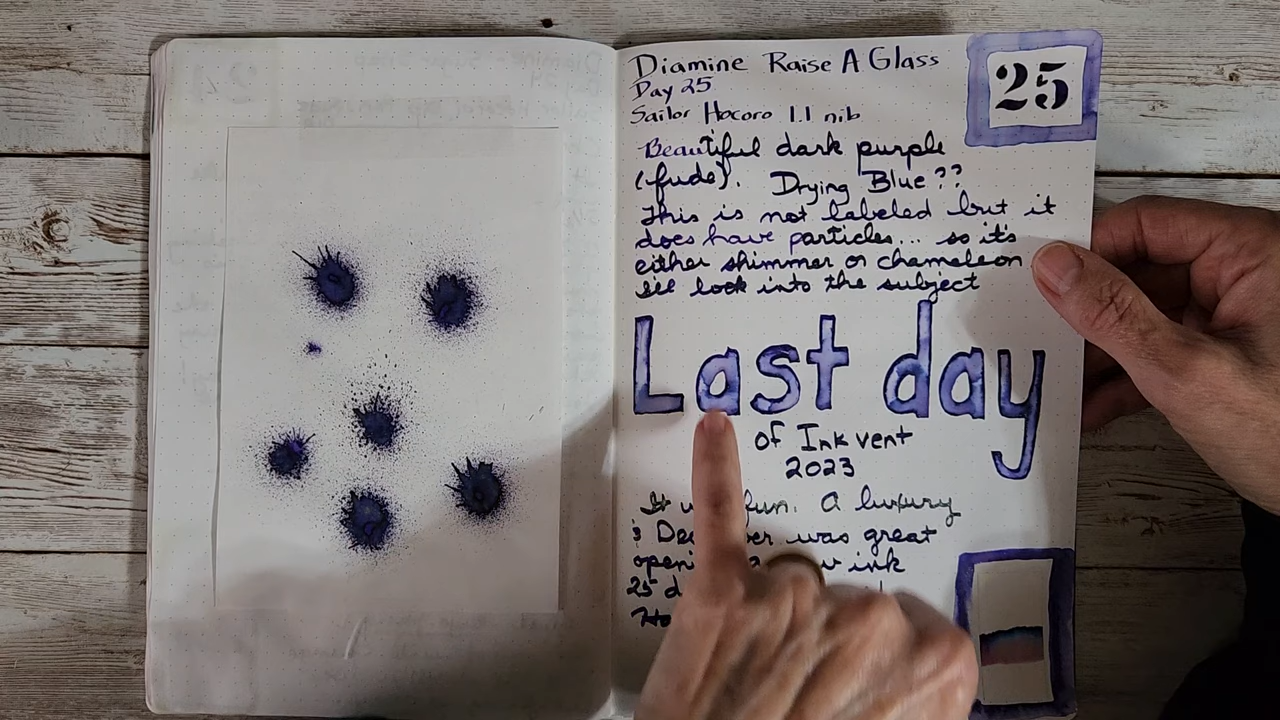 Diamine Raise A Glass
25
Day 25
Sailor Hocoro 1.1 nib
Beautiful dark purple
(fude). Drying Blue??
This is not labeled but it
does have particles... so it's
either shimmer or chameleon
I'll look into the subject
Last day
of Inkvent
2023
It fun. A luxury
& was great
ink
25